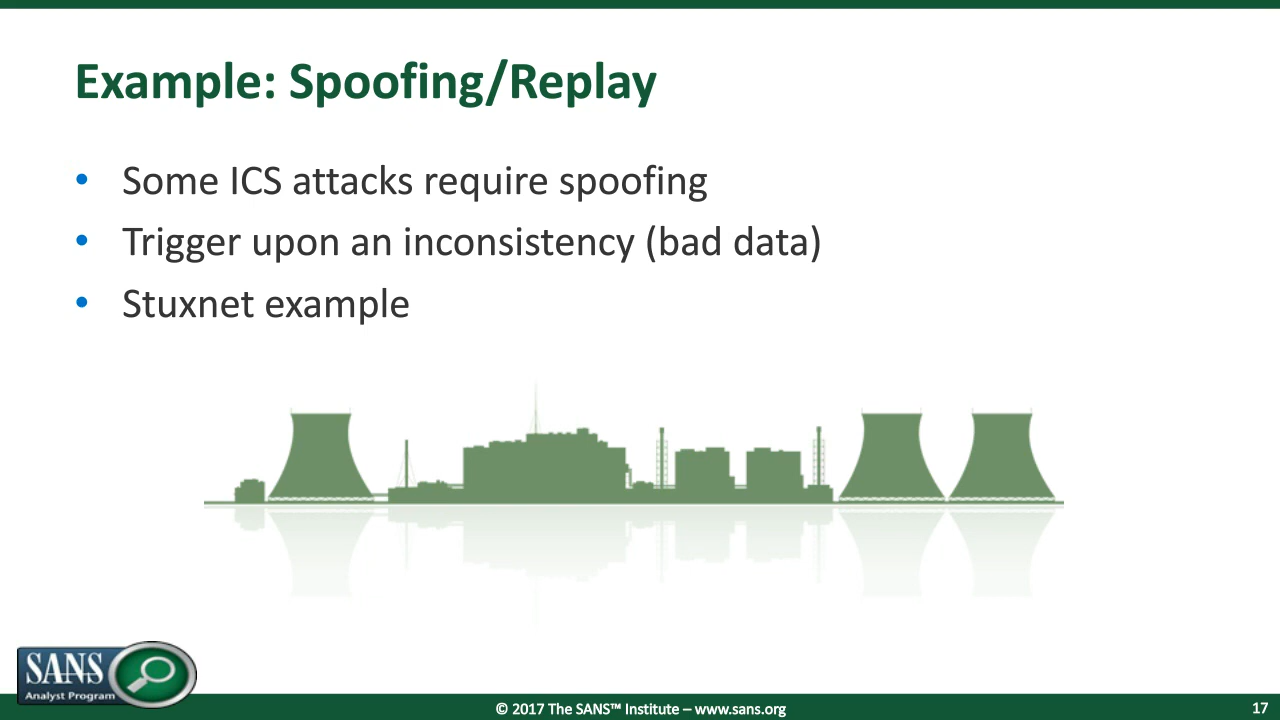 Example: Spoofing/Replay
• Some ICS attacks require spoofing
• Trigger upon an inconsistency (bad data)
• Stuxnet example
SANS
Analyst Program
© 2017 The SANS™ Institute – www.sans.org
17